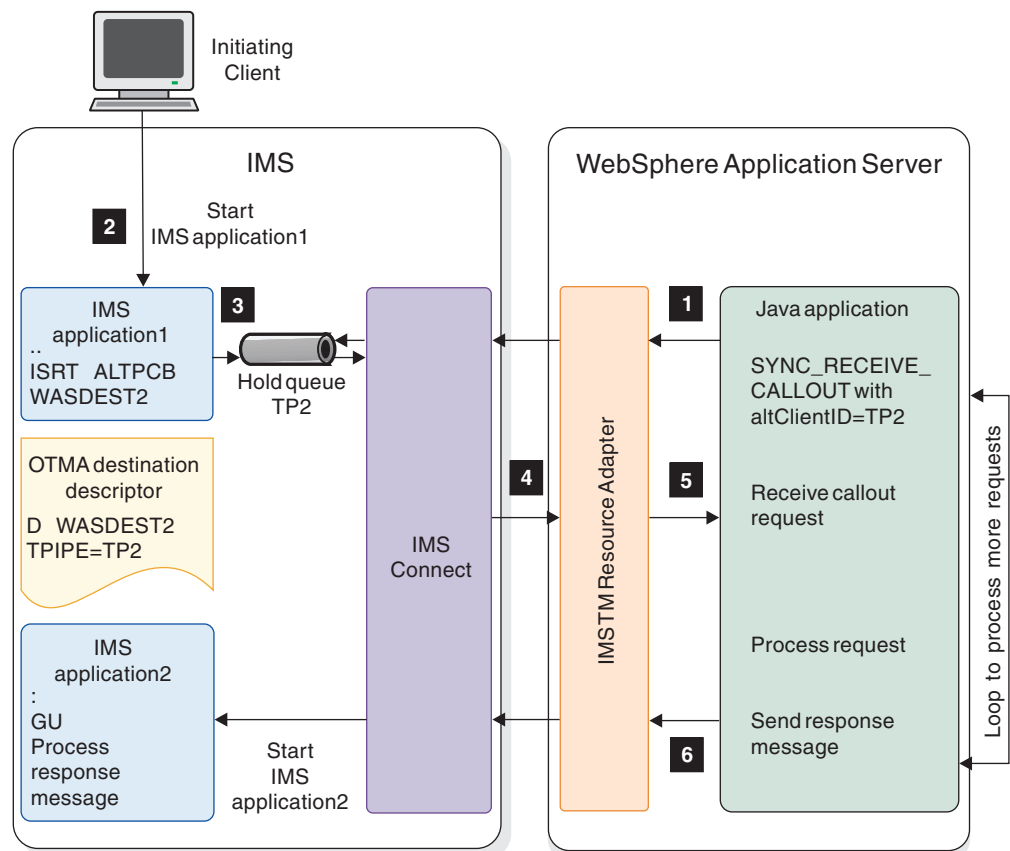 Initiating
Client
IMS
WebSphere Application Server
2
Start
IMS application1
IMS
application1
..
ISRT ALTPCB
WASDEST2
3
Hold queue
TP2
OTMA destination
descriptor
D WASDEST2
TPIPE=TP2
IMS
application2
:
GU
Process
response
message
Start
IMS
application2
IMS
Connect
4
IMSTM Resource Adapter
1
5
6
Java application
SYNC_RECEIVE_
CALLOUT with
altClientID=TP2
Receive callout
request
Process request
Send response
message
Loop to process more requests